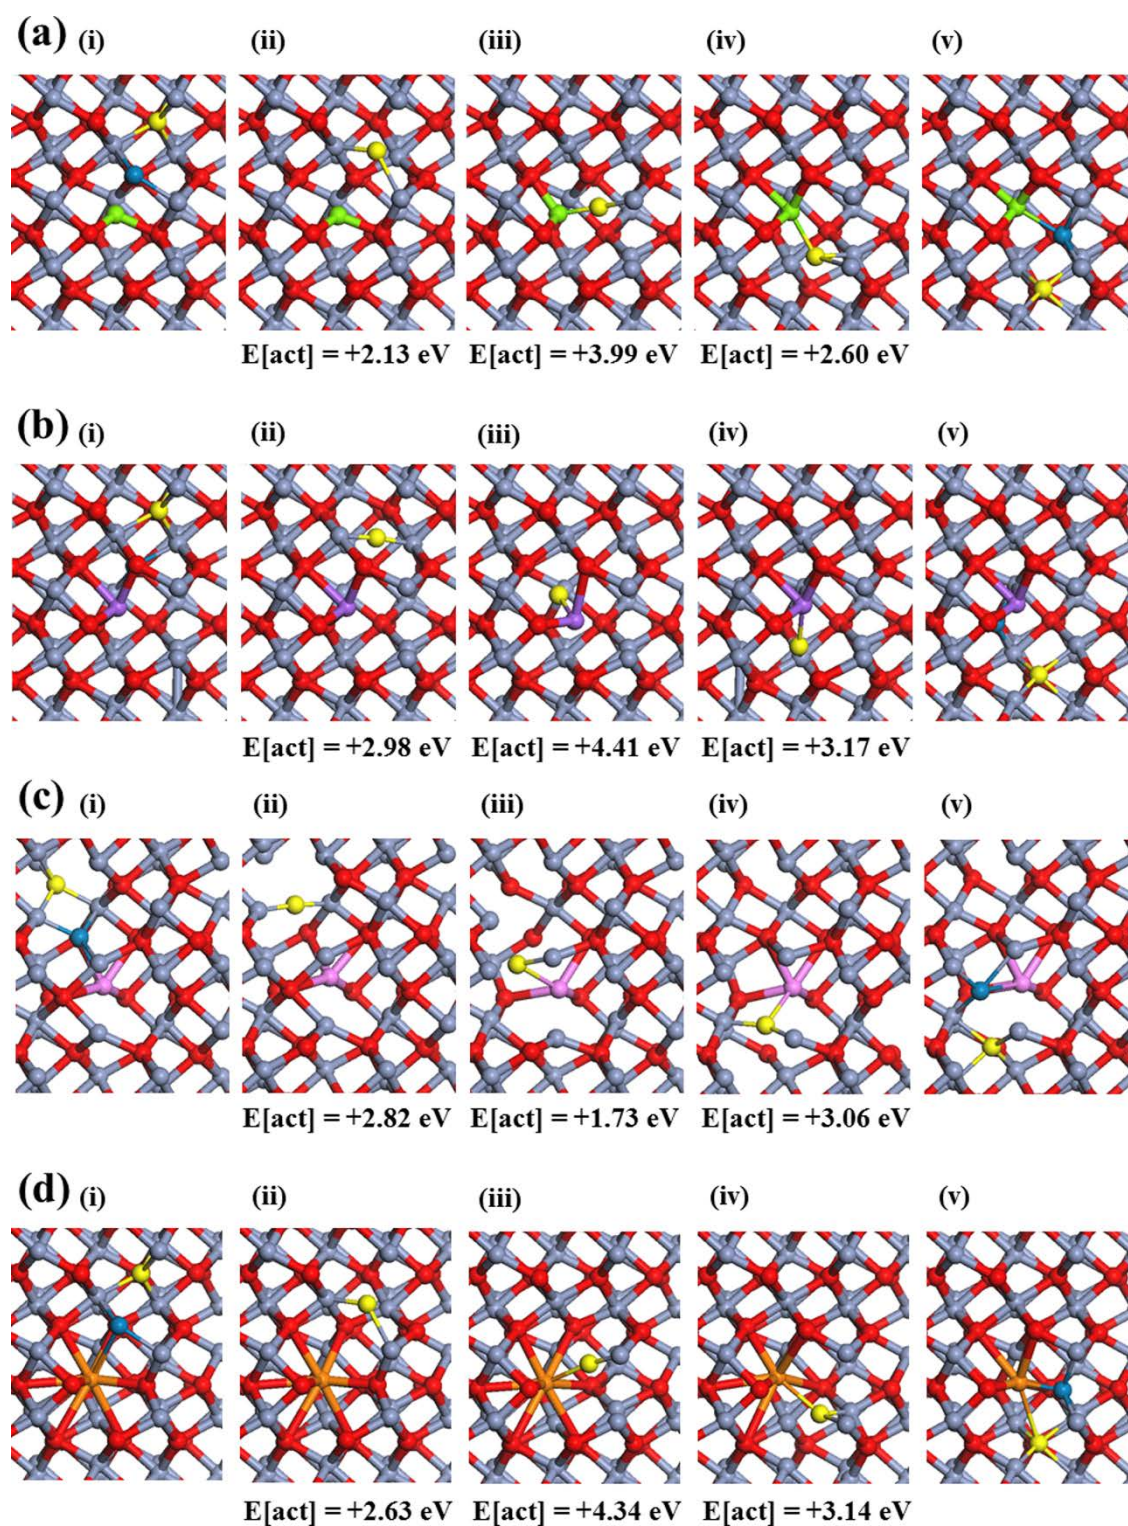 (a) (i) (ii) (iii) (iv) (v)
E[act] = +2.13 eV E[act] = +3.99 eV E[act] = +2.60 eV
(b) (i) (ii) (iii) (iv) (v)
E[act] = +2.98 eV E[act] = +4.41 eV E[act] = +3.17 eV
(c) (i) (ii) (iii) (iv) (v)
E[act] = +2.82 eV E[act] = +1.73 eV E[act] = +3.06 eV
(d) (i) (ii) (iii) (iv) (v)
E[act] = +2.63 eV E[act] = +4.34 eV E[act] = +3.14 eV